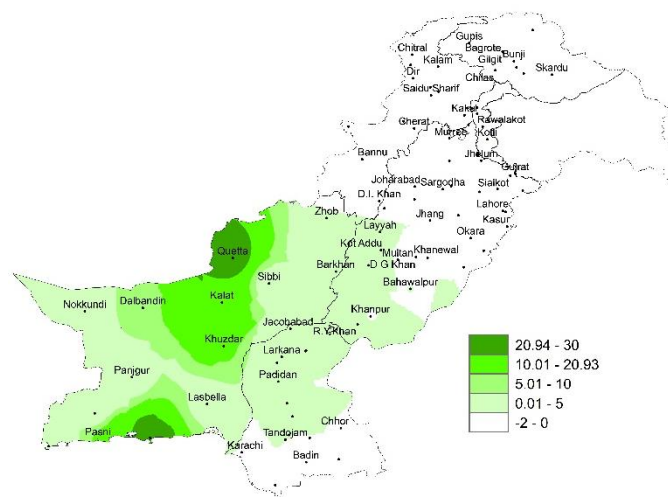 Gupis
Chitral
Bagrote
Kalam
Bunji
Gilgit
Dir
Skardu
Chillas
Saidu Sharif
Kakul
Rawalakot
Cherat
Murree
Kotli
Bannu
Jhelum
Gujrat
Joharabad
Sargodha
Sialkot
D.I. Khan
Lahore
Zhob
Jhang
Kasur
Layyah
Okara
Kot Addu
Quetta
Multan
Khanewal
Barkhan
D G Khan
Sibbi
Bahawalpur
Nokkundi
Dalbandin
Kalat
Khanpur
Jacobabad
R.Y.Khan
Khuzdar
Larkana
Panjgur
Padidan
Lasbella
Pasni
Chhor
Tandojam
Karachi
Badin
20.94 - 30
10.01 - 20.93
5.01 - 10
0.01 - 5
-2 - 0